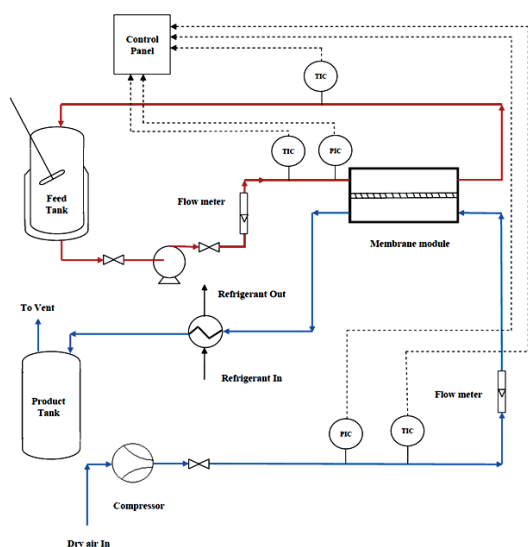 Control
Panel
TIC
TIC
PIC
Feed
Tank
Flow meter
Membrane module
Refrigerant Out
To Vent
Refrigerant In
Product
Tank
Flow meter
PIC
TIC
Compressor
Dry air In